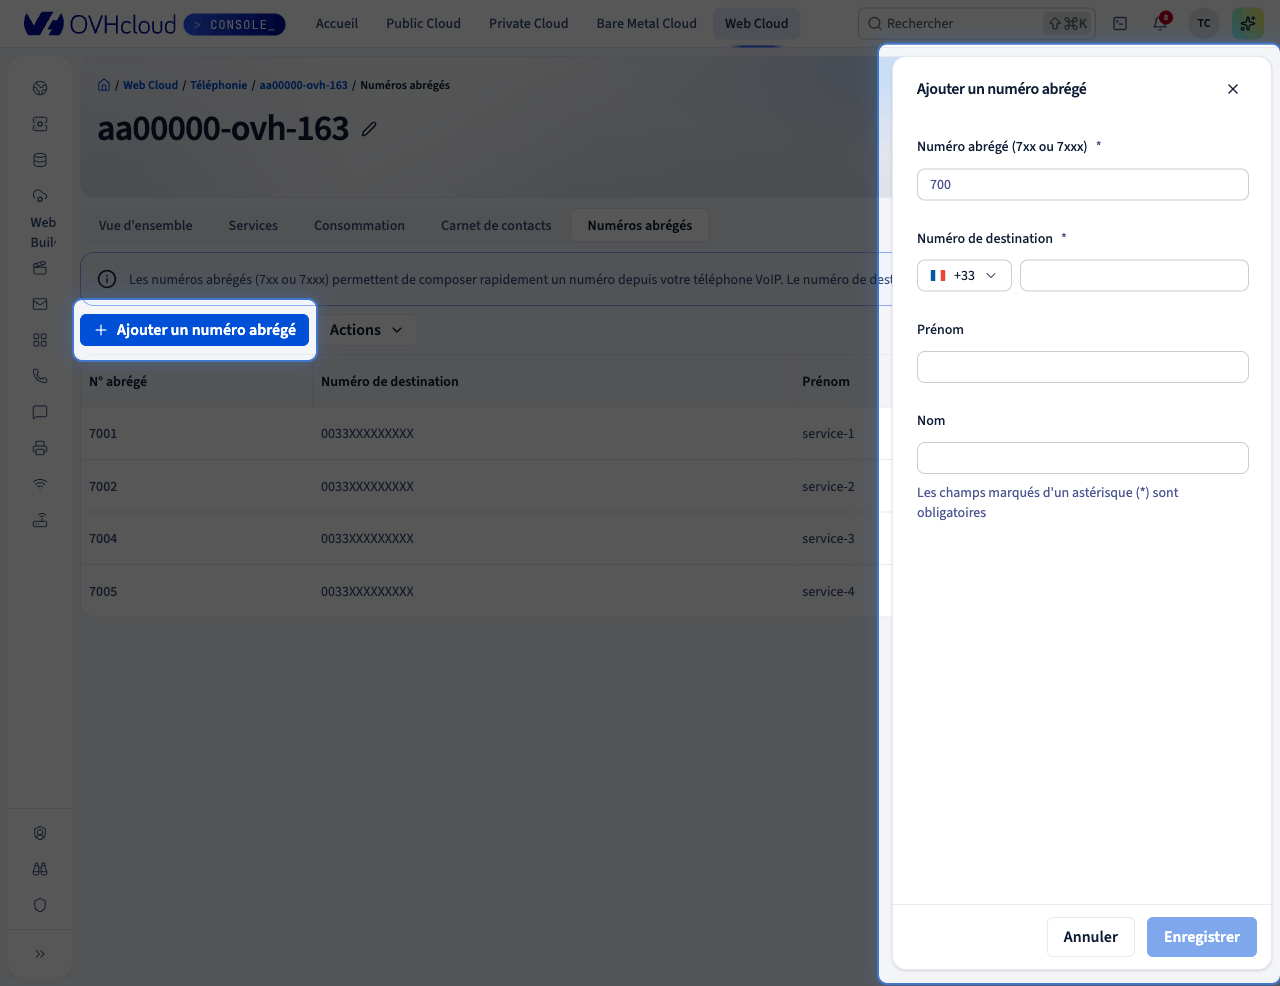 OVHcloud > CONSOLE_ Accueil Public Cloud Private Cloud Bare Metal Cloud Web Cloud Rechercher ⇧⌘K 8 TC
/ Web Cloud / Téléphonie / aa00000-ovh-163 / Numéros abrégés
aa00000-ovh-163
Web
Vue d'ensemble Services Consommation Carnet de contacts Numéros abrégés
Les numéros abrégés (7xx ou 7xxx) permettent de composer rapidement un numéro depuis votre téléphone VoIP. Le numéro de
+ Ajouter un numéro abrégé Actions
N° abrégé Numéro de destination Prénom
7001 0033XXXXXXXXX service-1
7002 0033XXXXXXXXX service-2
7004 0033XXXXXXXXX service-3
7005 0033XXXXXXXXX service-4
Ajouter un numéro abrégé
Numéro abrégé (7xx ou 7xxx) *
700
Numéro de destination *
+33
Prénom
Nom
Les champs marqués d'un astérisque (*) sont
obligatoires
Annuler Enregistrer